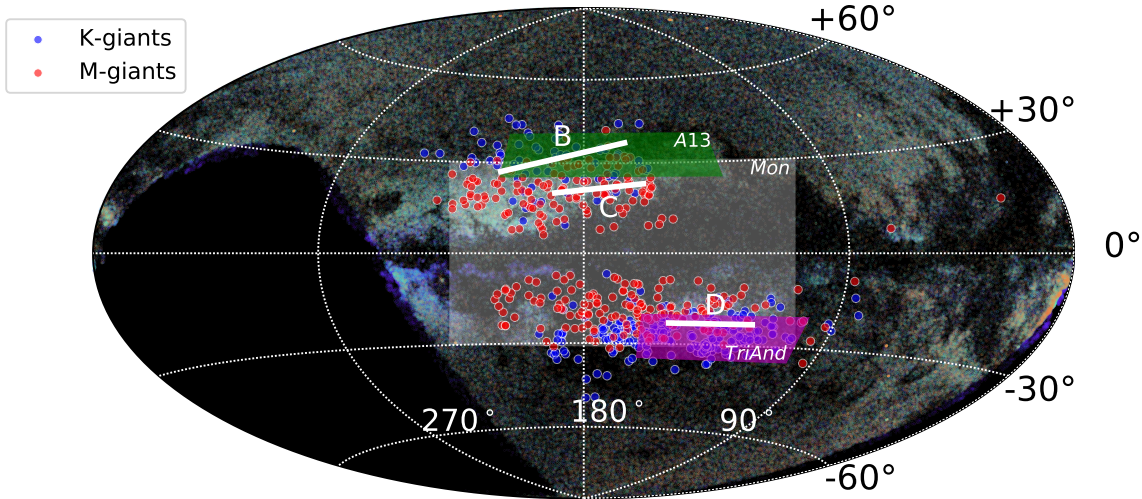 K-giants
M-giants
+60°
+30°
B
A13
Mon
C
0°
D
TriAnd
-30°
270° 180° 90°
-60°